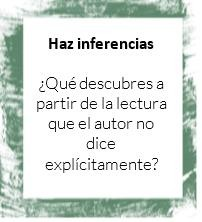 Haz inferencias
¿Qué descubres a
partir de la lectura
que el autor no
dice
explícitamente?